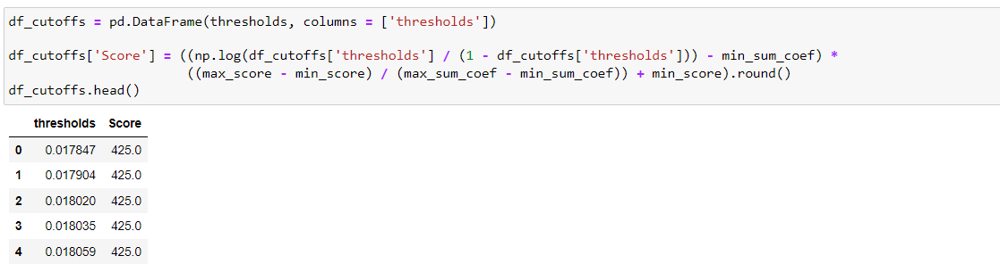 df_cutoffs = pd.DataFrame(thresholds, columns = ['thresholds'])
df_cutoffs['Score'] = ((np.log(df_cutoffs['thresholds'] / (1 - df_cutoffs['thresholds'])) - min_sum_coef) *
((max_score - min_score) / (max_sum_coef - min_sum_coef)) + min_score).round()
df_cutoffs.head()
thresholds Score
0 0.017847 425.0
1 0.017904 425.0
2 0.018020 425.0
3 0.018035 425.0
4 0.018059 425.0